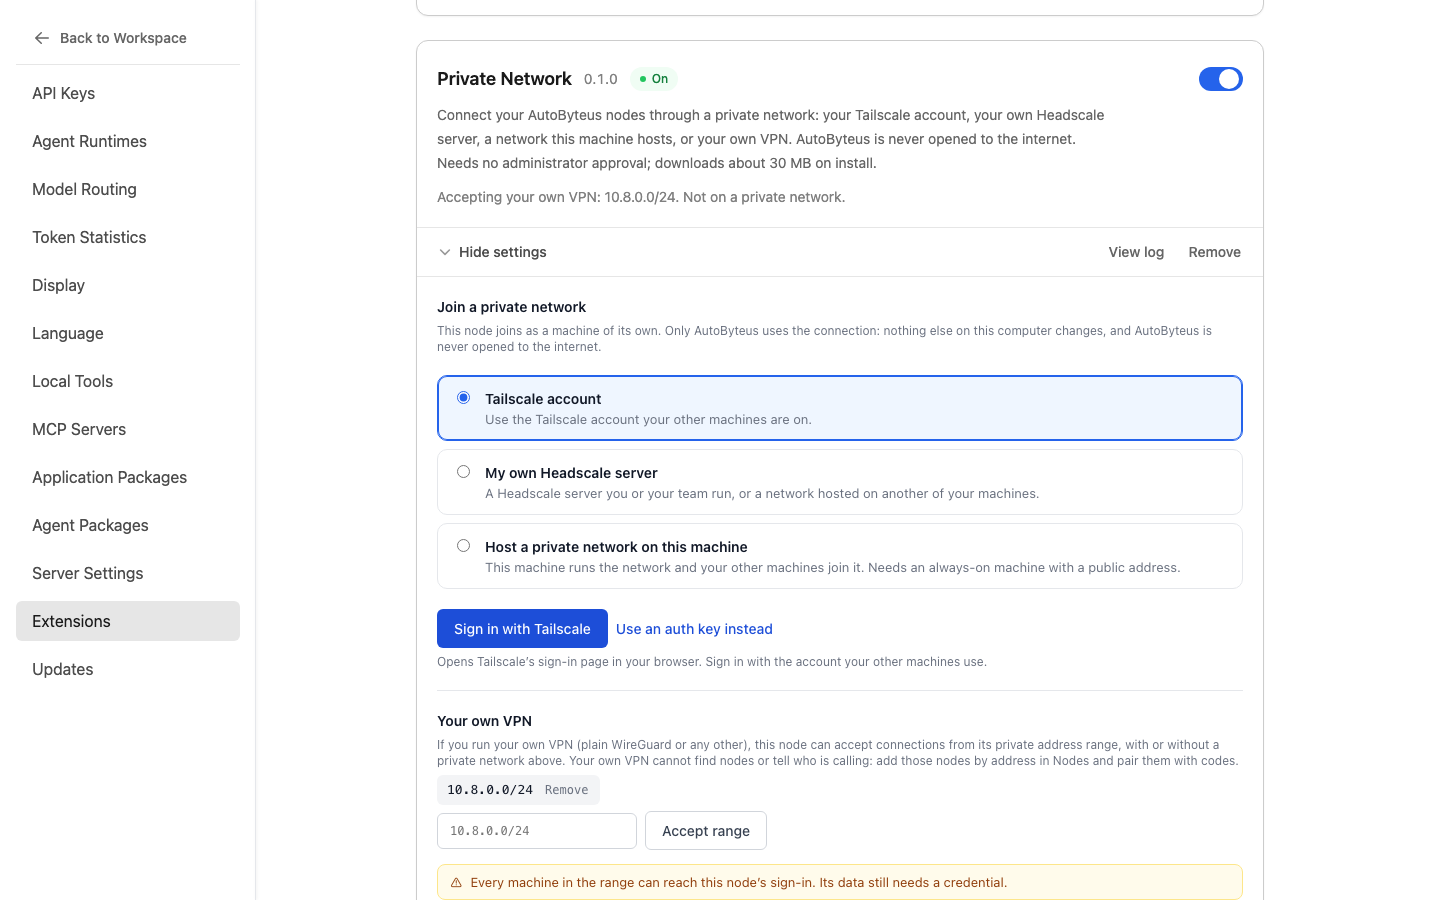 Back to Workspace
API Keys
Agent Runtimes
Model Routing
Token Statistics
Display
Language
Local Tools
MCP Servers
Application Packages
Agent Packages
Server Settings
Extensions
Updates
Private Network 0.1.0 On
Connect your AutoByteus nodes through a private network: your Tailscale account, your own Headscale
server, a network this machine hosts, or your own VPN. AutoByteus is never opened to the internet.
Needs no administrator approval; downloads about 30 MB on install.
Accepting your own VPN: 10.8.0.0/24. Not on a private network.
Hide settings View log Remove
Join a private network
This node joins as a machine of its own. Only AutoByteus uses the connection: nothing else on this computer changes, and AutoByteus is
never opened to the internet.
Tailscale account
Use the Tailscale account your other machines are on.
My own Headscale server
A Headscale server you or your team run, or a network hosted on another of your machines.
Host a private network on this machine
This machine runs the network and your other machines join it. Needs an always-on machine with a public address.
Sign in with Tailscale Use an auth key instead
Opens Tailscale's sign-in page in your browser. Sign in with the account your other machines use.
Your own VPN
If you run your own VPN (plain WireGuard or any other), this node can accept connections from its private address range, with or without a
private network above. Your own VPN cannot find nodes or tell who is calling: add those nodes by address in Nodes and pair them with codes.
10.8.0.0/24 Remove
10.8.0.0/24 Accept range
Every machine in the range can reach this node's sign-in. Its data still needs a credential.